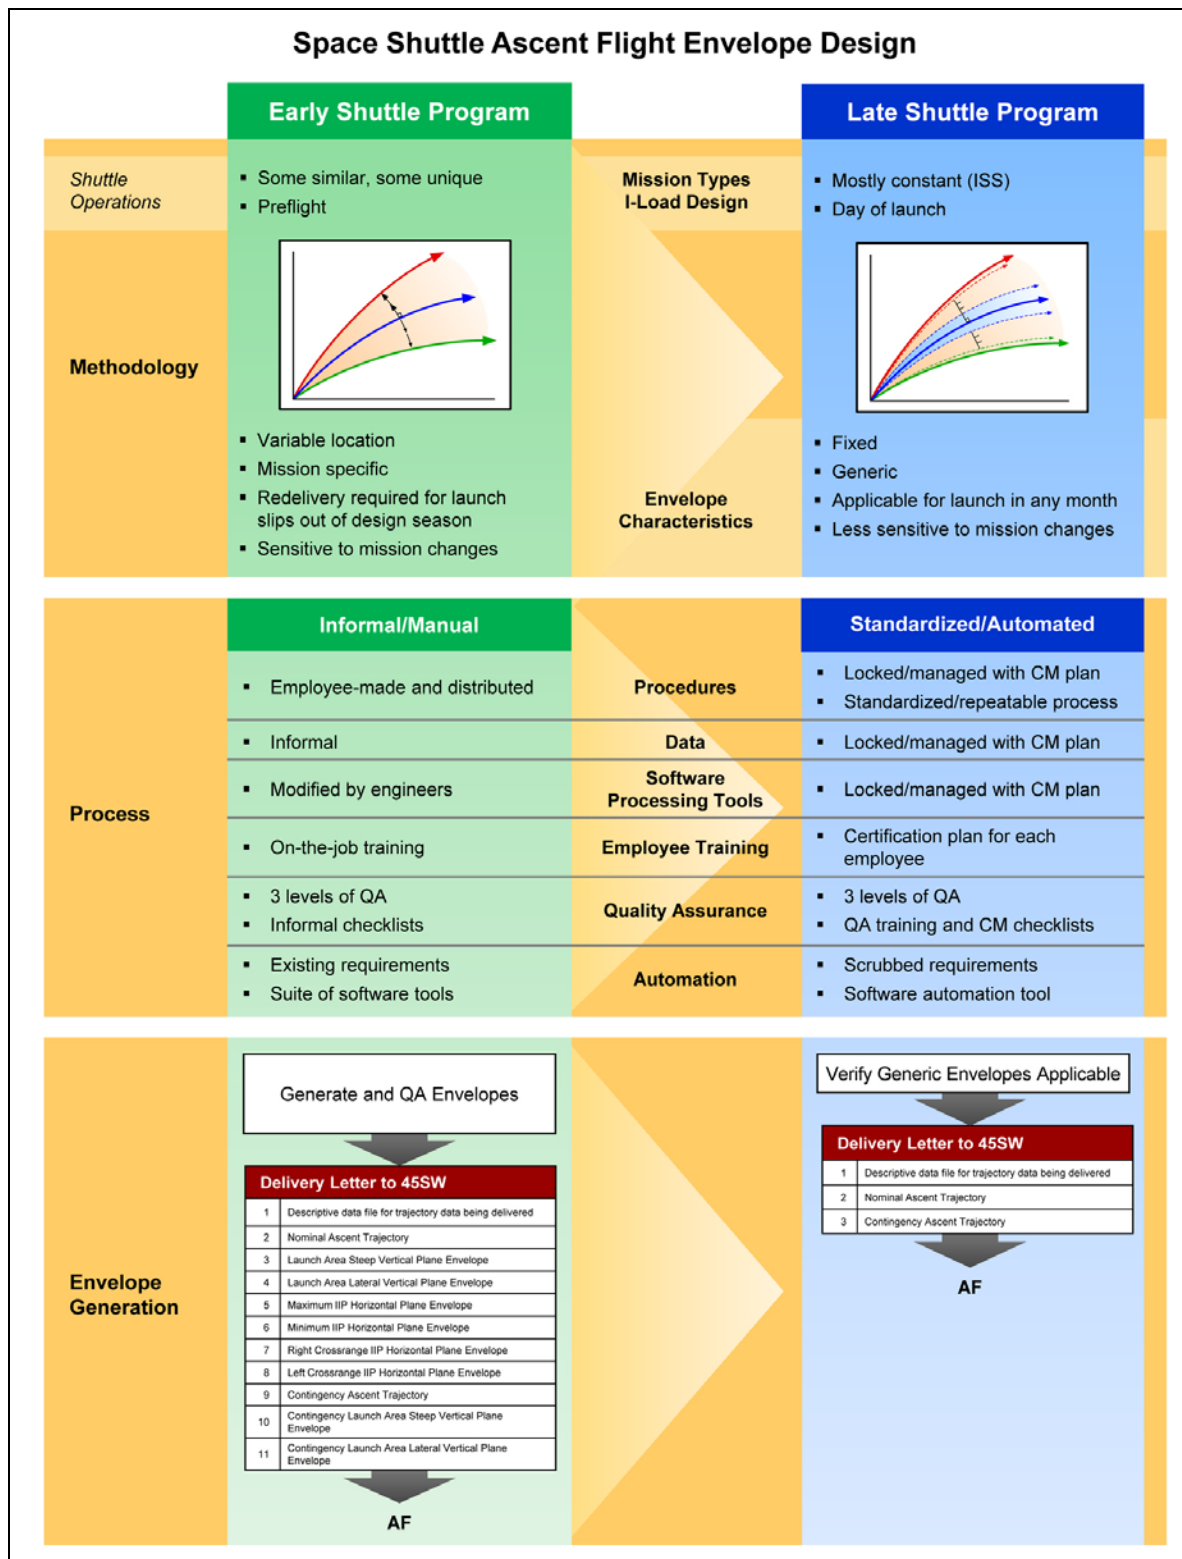 Space Shuttle Ascent Flight Envelope Design
Early Shuttle Program
Late Shuttle Program
Shuttle
Operations
▪ Some similar, some unique
▪ Preflight
Mission Types
I-Load Design
▪ Mostly constant (ISS)
▪ Day of launch
Methodology
▪ Variable location
▪ Mission specific
▪ Redelivery required for launch
slips out of design season
▪ Sensitive to mission changes
Envelope
Characteristics
▪ Fixed
▪ Generic
▪ Applicable for launch in any month
▪ Less sensitive to mission changes
Process
Informal/Manual
Standardized/Automated
▪ Employee-made and distributed
Procedures
▪ Locked/managed with CM plan
▪ Standardized/repeatable process
▪ Informal
Data
▪ Locked/managed with CM plan
▪ Modified by engineers
Software
Processing Tools
▪ Locked/managed with CM plan
▪ On-the-job training
Employee Training
▪ Certification plan for each
employee
▪ 3 levels of QA
▪ Informal checklists
Quality Assurance
▪ 3 levels of QA
▪ QA training and CM checklists
▪ Existing requirements
▪ Suite of software tools
Automation
▪ Scrubbed requirements
▪ Software automation tool
Envelope
Generation
Generate and QA Envelopes
Delivery Letter to 45SW
1 Descriptive data file for trajectory data being delivered
2 Nominal Ascent Trajectory
3 Launch Area Steep Vertical Plane Envelope
4 Launch Area Lateral Vertical Plane Envelope
5 Maximum IIP Horizontal Plane Envelope
6 Minimum IIP Horizontal Plane Envelope
7 Right Crossrange IIP Horizontal Plane Envelope
8 Left Crossrange IIP Horizontal Plane Envelope
9 Contingency Ascent Trajectory
10 Contingency Launch Area Steep Vertical Plane
Envelope
11 Contingency Launch Area Lateral Vertical Plane
Envelope
AF
Verify Generic Envelopes Applicable
Delivery Letter to 45SW
1 Descriptive data file for trajectory data being delivered
2 Nominal Ascent Trajectory
3 Contingency Ascent Trajectory
AF